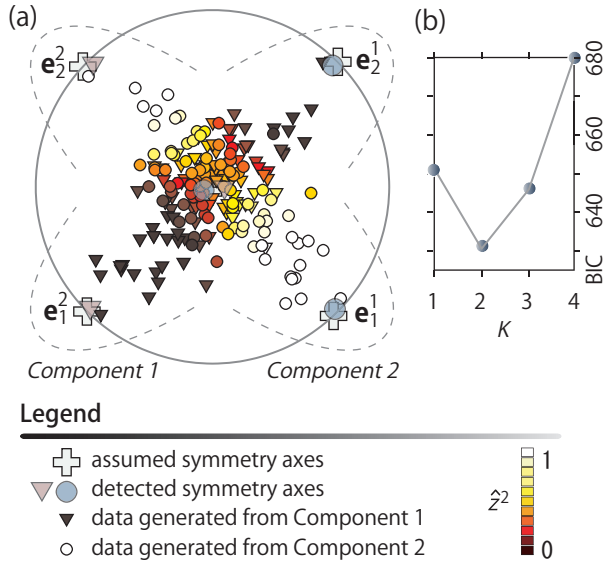 (a)
(b)
e₂²
e₂¹
e₁²
e₁¹
Component 1
Component 2
680
660
640
BIC
1 2 3 4
K
Legend
assumed symmetry axes
detected symmetry axes
data generated from Component 1
data generated from Component 2
ẑ²
1
0